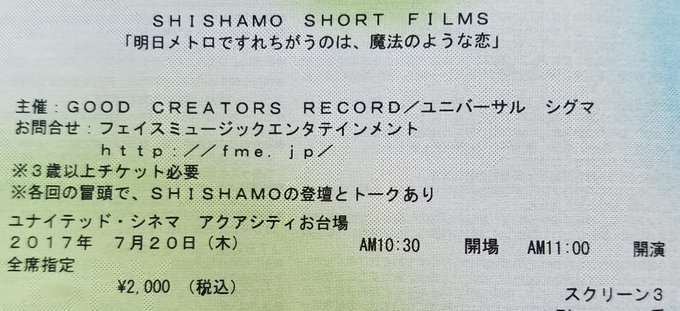 ＳＨＩＳＨＡＭＯ　ＳＨＯＲＴ　ＦＩＬＭＳ
「明日メトロですれちがうのは、魔法のような恋」
主催：ＧＯＯＤ　ＣＲＥＡＴＯＲＳ　ＲＥＣＯＲＤ／ユニバーサル　シグマ
お問合せ：フェイスミュージックエンタテインメント
ｈｔｔｐ：／／ｆｍｅ．ｊｐ／
※３歳以上チケット必要
※各回の冒頭で、ＳＨＩＳＨＡＭＯの登壇とトークあり
ユナイテッド・シネマ　アクアシティお台場
２０１７年　７月２０日（木）　AM10:30　開場　AM11:00　開演
全席指定
¥2,000　（税込）
スクリーン３